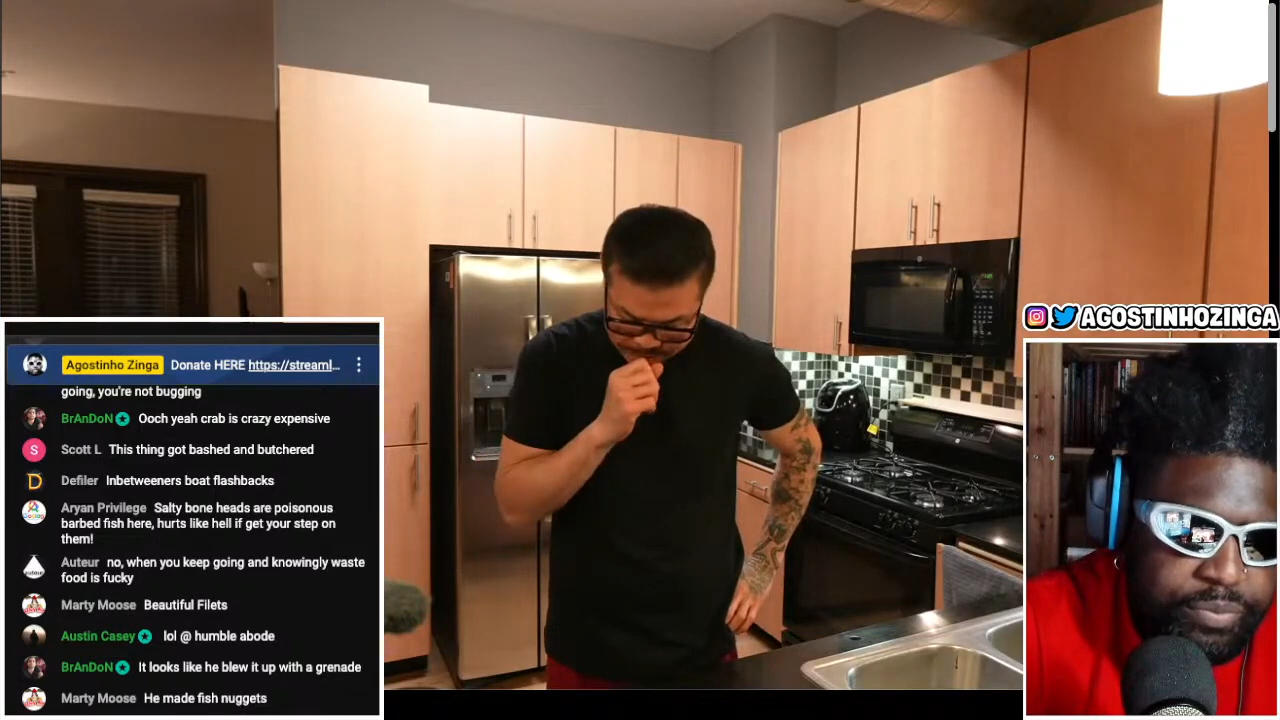 AGOSTINHOZINGA
Agostinho Zinga Donate HERE https://streaml...
going, you're not bugging
BrAnDoN Ooch yeah crab is crazy expensive
S Scott L This thing got bashed and butchered
D Defiler Inbetweeners boat flashbacks
Aryan Privilege Salty bone heads are poisonous
barbed fish here, hurts like hell if get your step on
them!
Auteur no, when you keep going and knowingly waste
food is fucky
Marty Moose Beautiful Filets
Austin Casey lol @ humble abode
BrAnDoN It looks like he blew it up with a grenade
Marty Moose He made fish nuggets